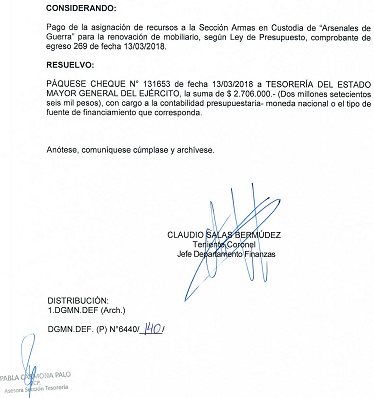 CONSIDERANDO:
Pago de la asignación de recursos a la Sección Armas en Custodia de "Arsenales de
Guerra" para la renovación de mobiliario, según Ley de Presupuesto, comprobante de
egreso 269 de fecha 13/03/2018.
RESUELVO:
PÁQUESE CHEQUE N° 131653 de fecha 13/03/2018 a TESORERÍA DEL ESTADO
MAYOR GENERAL DEL EJÉRCITO, la suma de $ 2.706.000.- (Dos millones setecientos
seis mil pesos), con cargo a la contabilidad presupuestaria- moneda nacional o el tipo de
fuente de financiamiento que corresponda.
Anótese, comuníquese cúmplase y archívese.
CLAUDIO SALAS BERMÚDEZ
Teniente Coronel
Jefe Departamento Finanzas
DISTRIBUCIÓN:
1.DGMN.DEF (Arch.)
DGMN.DEF. (P) N°6440/ 140/
PABLA CARMONA PALO
Asesora Sección Tesorería